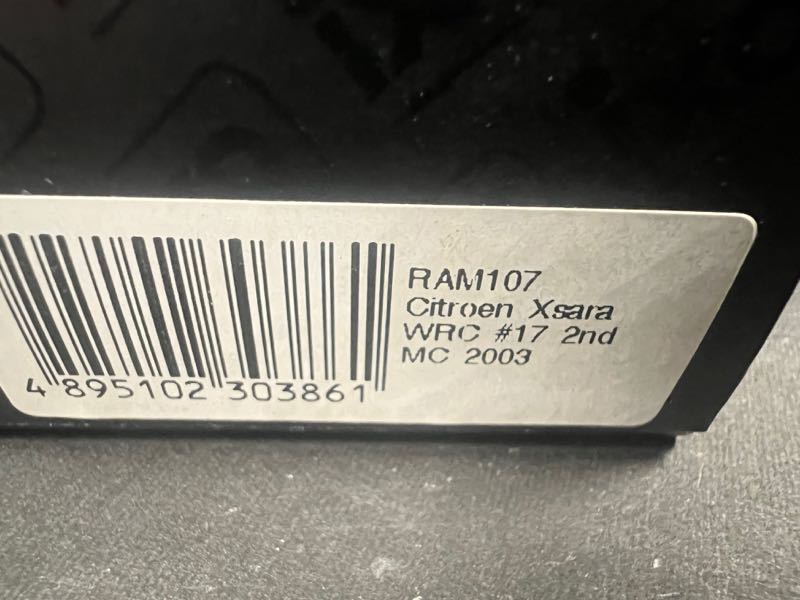 RAM107
Citroen Xsara
WRC #17 2nd
MC 2003
4 895102 303861